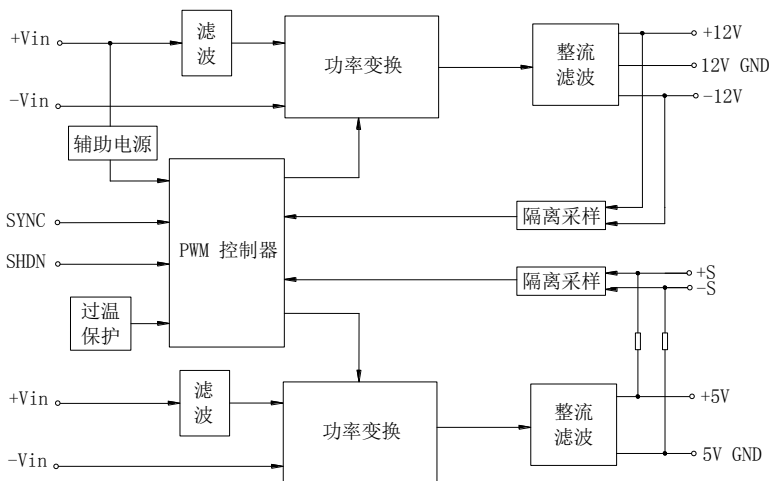 +Vin
滤
波
功率变换
整流
滤波
+12V
12V GND
-12V
-Vin
辅助电源
SYNC
SHDN
PWM 控制器
隔离采样
隔离采样
+S
-S
过温
保护
+Vin
滤
波
功率变换
整流
滤波
+5V
-Vin
5V GND